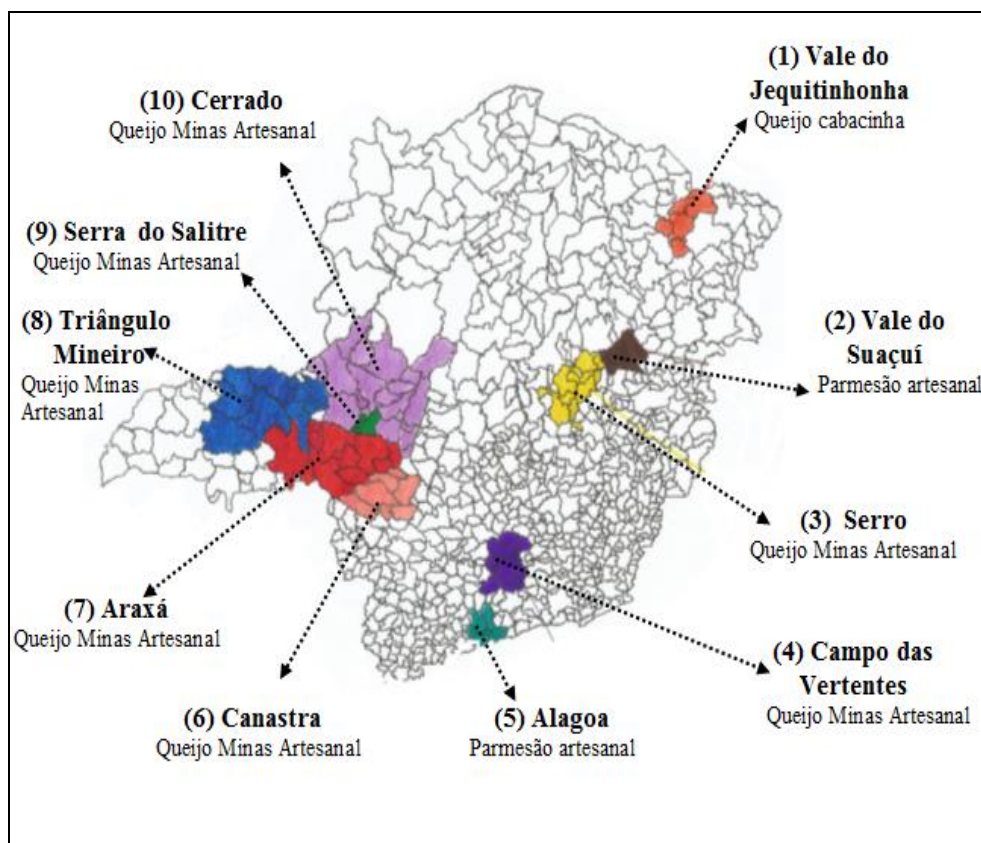 (1) Vale do
Jequitinhonha
Queijo cabacinha
(10) Cerrado
Queijo Minas Artesanal
(9) Serra do Salitre
Queijo Minas Artesanal
(8) Triângulo
Mineiro
Queijo Minas
Artesanal
(2) Vale do
Suaçuí
Parmesão artesanal
(3) Serro
Queijo Minas Artesanal
(7) Araxá
Queijo Minas Artesanal
(4) Campo das
Vertentes
Queijo Minas Artesanal
(6) Canastra
Queijo Minas Artesanal
(5) Alagoa
Parmesão artesanal